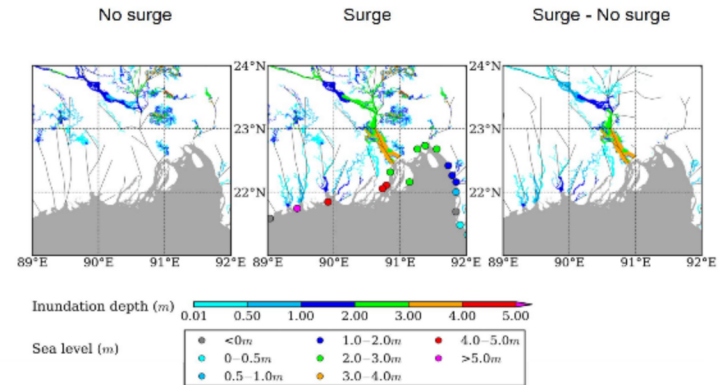 No surge
Surge
Surge - No surge
24°N
24°N
23°N
23°N
22°N
22°N
89°E 90°E 91°E 92°E
89°E 90°E 91°E 92°E
89°E 90°E 91°E 92°E
Inundation depth (m)
0.01 0.50 1.00 2.00 3.00 4.00 5.00
Sea level (m)
<0m 1.0−2.0m 4.0−5.0m
0−0.5m 2.0−3.0m >5.0m
0.5−1.0m 3.0−4.0m